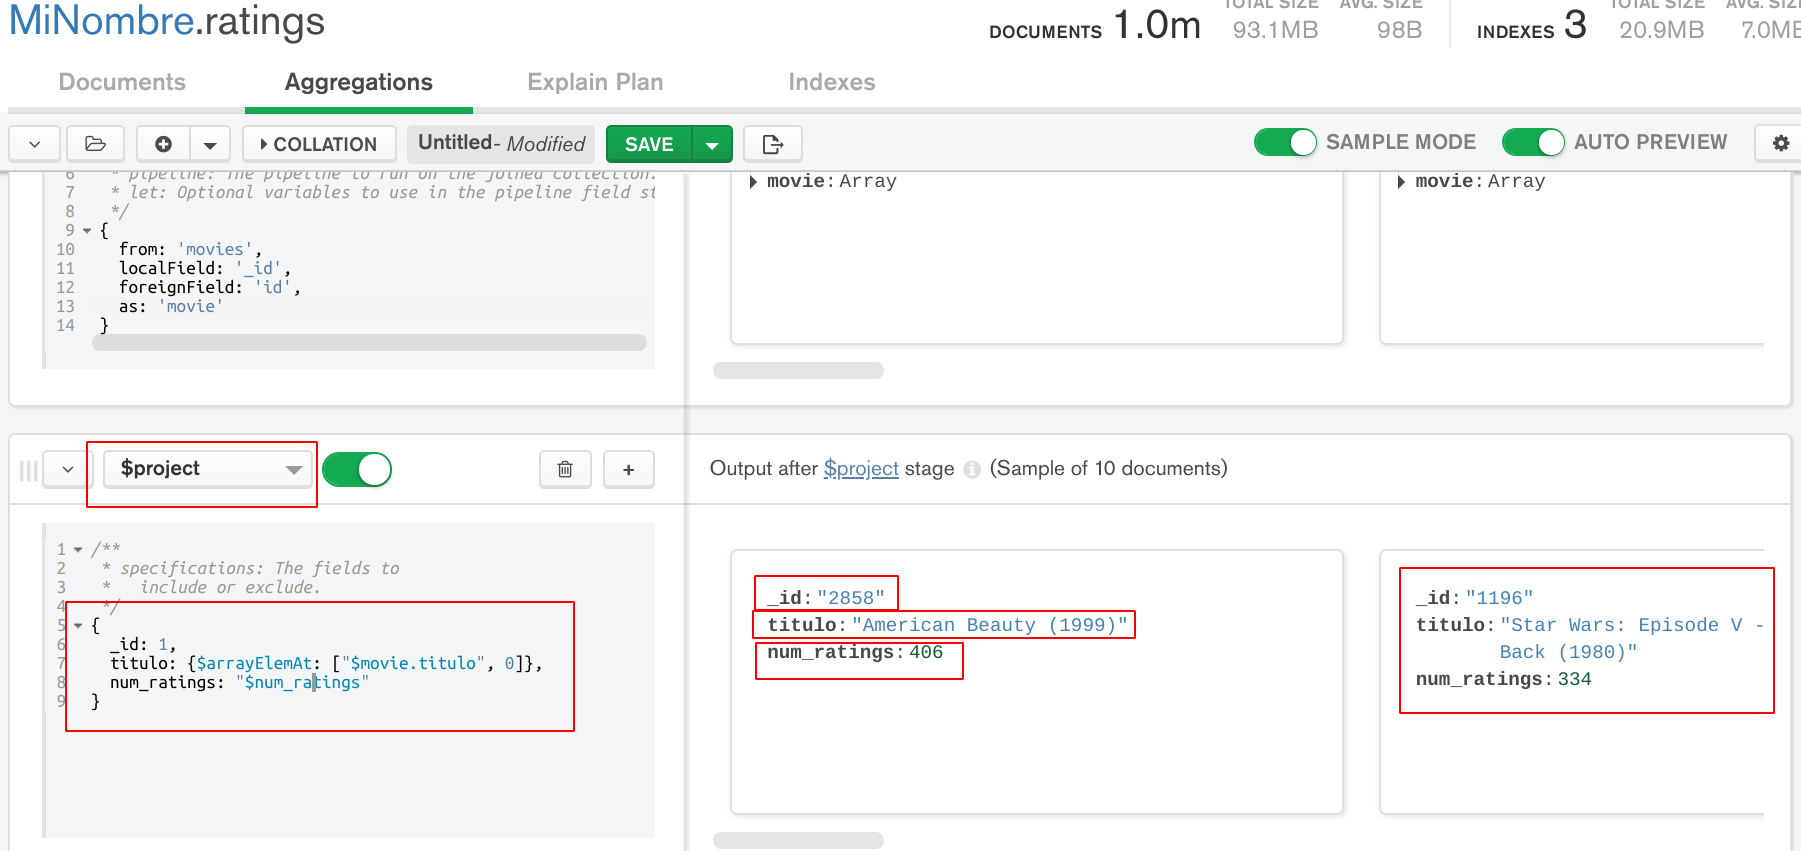 MiNombre.ratings
DOCUMENTS 1.0m
TOTAL SIZE AVG. SIZE
93.1MB 98B
INDEXES 3
TOTAL SIZE
20.9MB
Documents Aggregations Explain Plan Indexes
COLLATION Untitled- Modified SAVE SAMPLE MODE AUTO PREVIEW
6 * pipeline: The pipeline to run on the joined collection.
7 * let: Optional variables to use in the pipeline field
8 */
9 {
10 from: 'movies',
11 localField: '_id',
12 foreignField: 'id',
13 as: 'movie'
14 }
movie: Array
movie: Array
$project
Output after $project stage (Sample of 10 documents)
1 /**
2 * specifications: The fields to
3 * include or exclude.
4 */
5 {
6 _id: 1,
7 titulo: {$arrayElemAt: ["$movie.titulo", 0]},
8 num_ratings: "$num_ratings"
9 }
_id: "2858"
titulo: "American Beauty (1999)"
num_ratings: 406
_id: "1196"
titulo: "Star Wars: Episode V -
Back (1980)"
num_ratings: 334